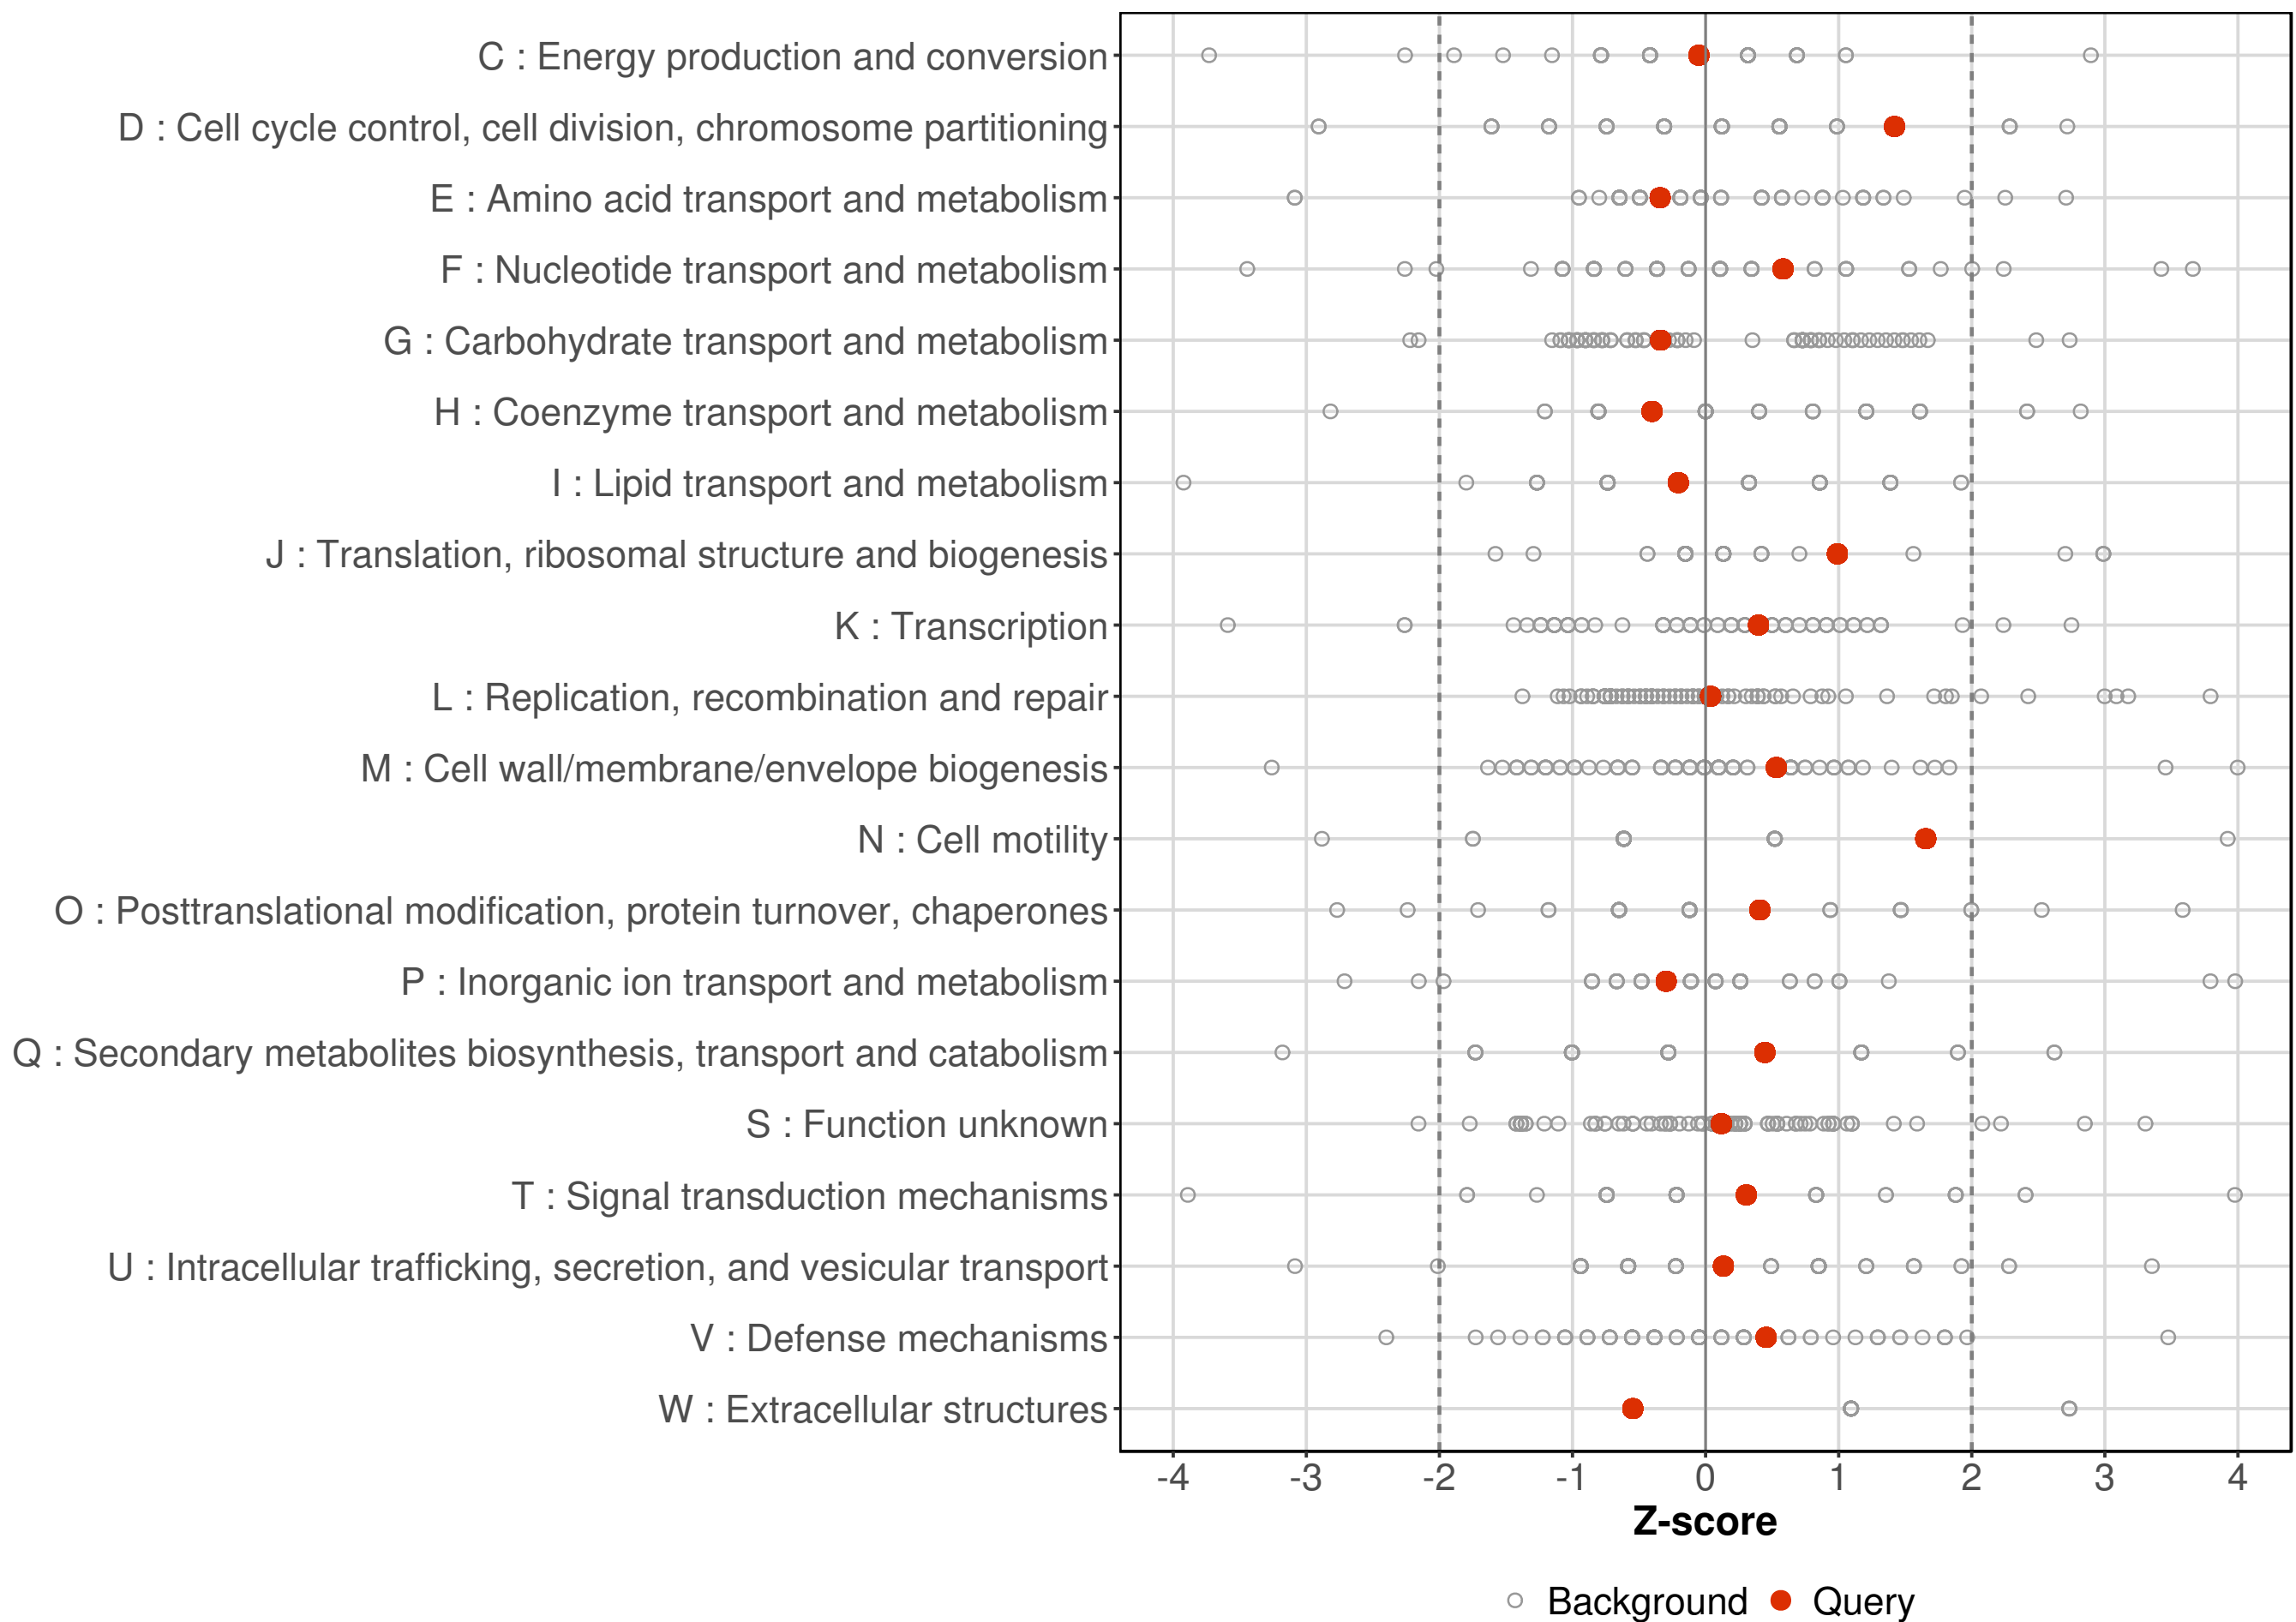 C : Energy production and conversion
D : Cell cycle control, cell division, chromosome partitioning
E : Amino acid transport and metabolism
F : Nucleotide transport and metabolism
G : Carbohydrate transport and metabolism
H : Coenzyme transport and metabolism
I : Lipid transport and metabolism
J : Translation, ribosomal structure and biogenesis
K : Transcription
L : Replication, recombination and repair
M : Cell wall/membrane/envelope biogenesis
N : Cell motility
O : Posttranslational modification, protein turnover, chaperones
P : Inorganic ion transport and metabolism
Q : Secondary metabolites biosynthesis, transport and catabolism
S : Function unknown
T : Signal transduction mechanisms
U : Intracellular trafficking, secretion, and vesicular transport
V : Defense mechanisms
W : Extracellular structures
-4 -3 -2 -1 0 1 2 3 4
Z-score
Background Query